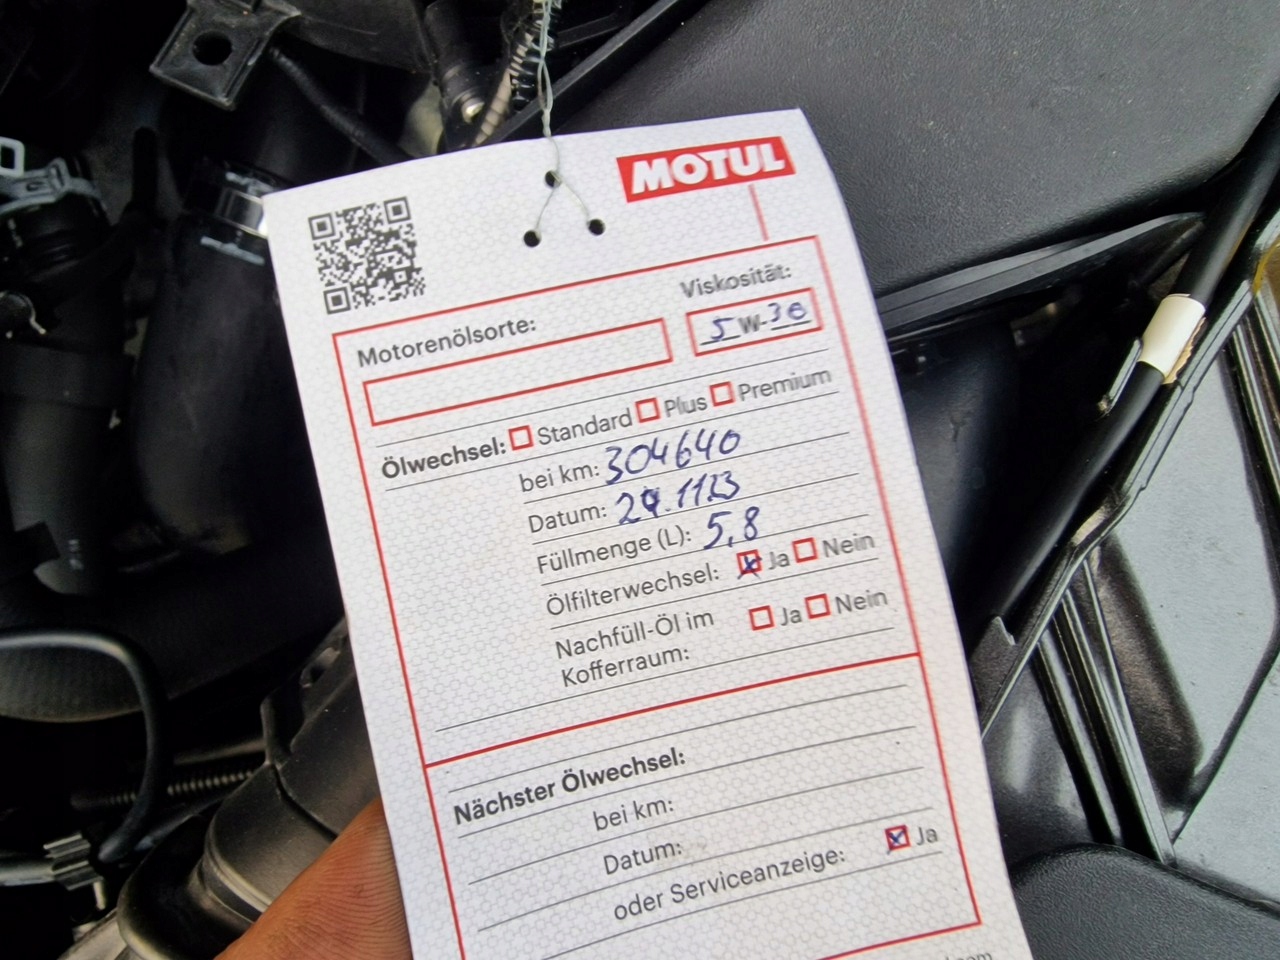 MOTUL
Viskosität:
Motorenölsorte:
5 W-30
Ölwechsel: Standard Plus Premium
bei km: 304640
Datum: 29.11.23
Füllmenge (L): 5,8
Ölfilterwechsel: Ja Nein
Nachfüll-Öl im Ja Nein
Kofferraum:
Nächster Ölwechsel:
bei km:
Datum:
oder Serviceanzeige: Ja